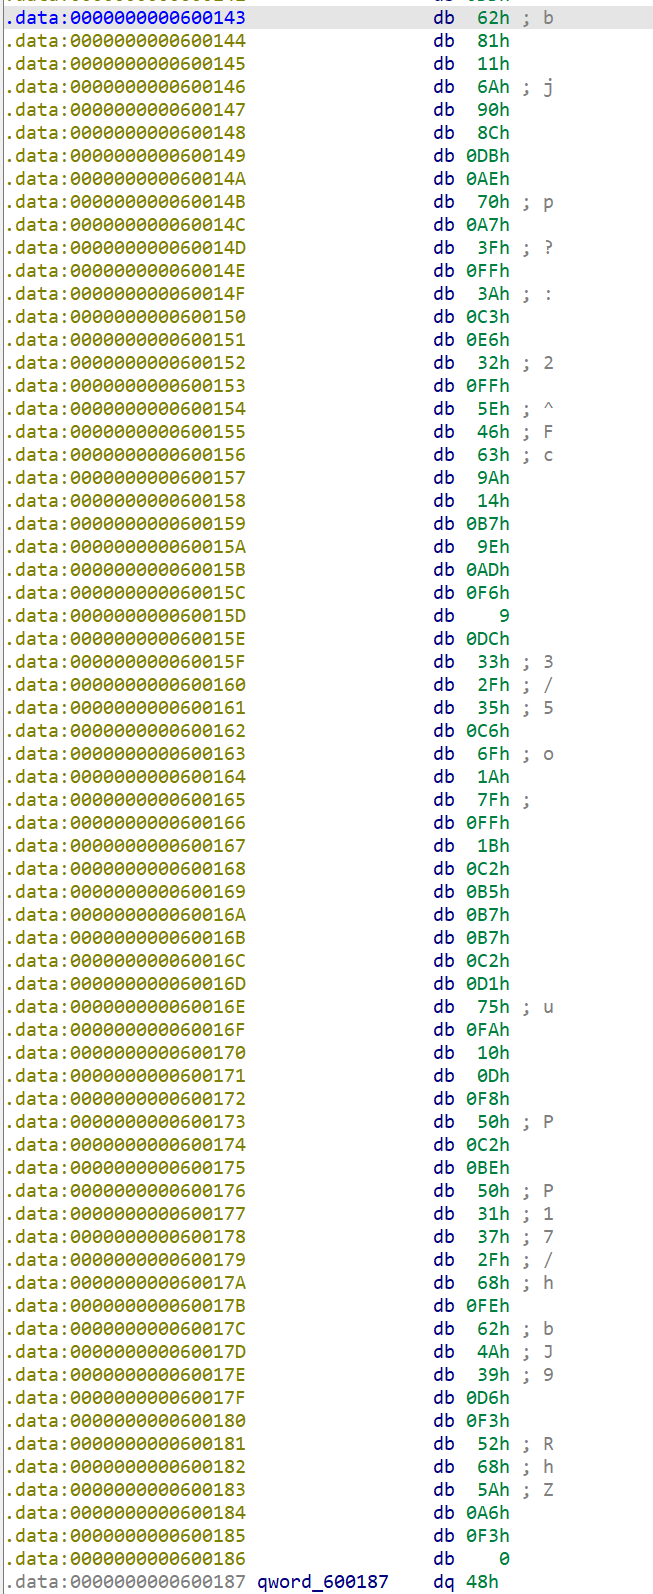 .data:0000000000600143 db 62h ; b
.data:0000000000600144 db 81h
.data:0000000000600145 db 11h
.data:0000000000600146 db 6Ah ; j
.data:0000000000600147 db 90h
.data:0000000000600148 db 8Ch
.data:0000000000600149 db 0DBh
.data:000000000060014A db 0AEh
.data:000000000060014B db 70h ; p
.data:000000000060014C db 0A7h
.data:000000000060014D db 3Fh ; ?
.data:000000000060014E db 0FFh
.data:000000000060014F db 3Ah ; :
.data:0000000000600150 db 0C3h
.data:0000000000600151 db 0E6h
.data:0000000000600152 db 32h ; 2
.data:0000000000600153 db 0FFh
.data:0000000000600154 db 5Eh ; ^
.data:0000000000600155 db 46h ; F
.data:0000000000600156 db 63h ; c
.data:0000000000600157 db 9Ah
.data:0000000000600158 db 14h
.data:0000000000600159 db 0B7h
.data:000000000060015A db 9Eh
.data:000000000060015B db 0ADh
.data:000000000060015C db 0F6h
.data:000000000060015D db 9
.data:000000000060015E db 0DCh
.data:000000000060015F db 33h ; 3
.data:0000000000600160 db 2Fh ; /
.data:0000000000600161 db 35h ; 5
.data:0000000000600162 db 0C6h
.data:0000000000600163 db 6Fh ; o
.data:0000000000600164 db 1Ah
.data:0000000000600165 db 7Fh ;
.data:0000000000600166 db 0FFh
.data:0000000000600167 db 1Bh
.data:0000000000600168 db 0C2h
.data:0000000000600169 db 0B5h
.data:000000000060016A db 0B7h
.data:000000000060016B db 0B7h
.data:000000000060016C db 0C2h
.data:000000000060016D db 0D1h
.data:000000000060016E db 75h ; u
.data:000000000060016F db 0FAh
.data:0000000000600170 db 10h
.data:0000000000600171 db 0Dh
.data:0000000000600172 db 0F8h
.data:0000000000600173 db 50h ; P
.data:0000000000600174 db 0C2h
.data:0000000000600175 db 0BEh
.data:0000000000600176 db 50h ; P
.data:0000000000600177 db 31h ; 1
.data:0000000000600178 db 37h ; 7
.data:0000000000600179 db 2Fh ; /
.data:000000000060017A db 68h ; h
.data:000000000060017B db 0FEh
.data:000000000060017C db 62h ; b
.data:000000000060017D db 4Ah ; J
.data:000000000060017E db 39h ; 9
.data:000000000060017F db 0D6h
.data:0000000000600180 db 0F3h
.data:0000000000600181 db 52h ; R
.data:0000000000600182 db 68h ; h
.data:0000000000600183 db 5Ah ; Z
.data:0000000000600184 db 0A6h
.data:0000000000600185 db 0F3h
.data:0000000000600186 db 0
.data:0000000000600187 qword_600187 dq 48h